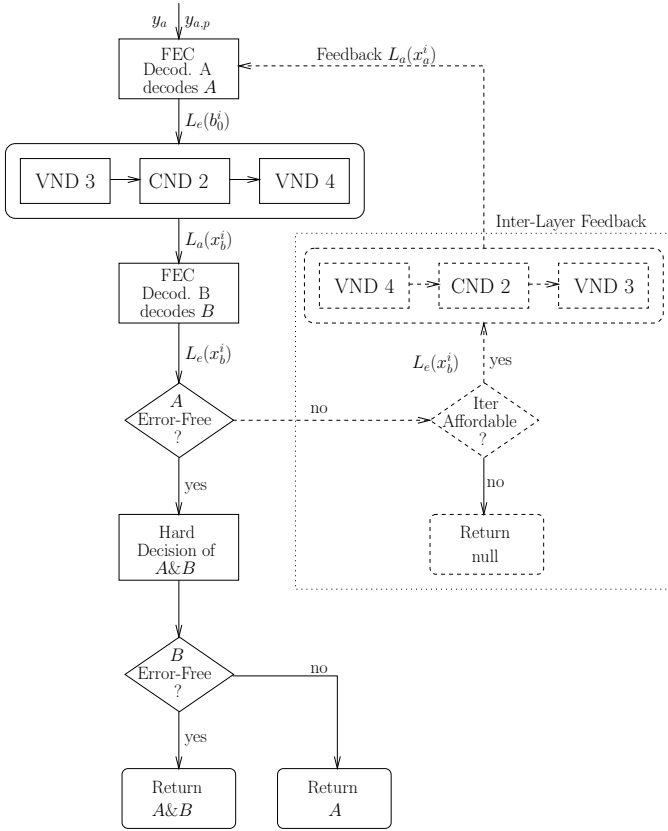 y_a y_{a,p}
FEC
Decod. A
decodes A
Feedback L_a(x_a^i)
L_e(b_0^i)
VND 3
CND 2
VND 4
L_a(x_b^i)
Inter-Layer Feedback
FEC
Decod. B
decodes B
VND 4
CND 2
VND 3
L_e(x_b^i)
L_e(x_b^i)
yes
A
Error-Free
?
no
Iter
Affordable
?
yes
no
Hard
Decision of
A&B
Return
null
B
Error-Free
?
no
yes
Return
A&B
Return
A